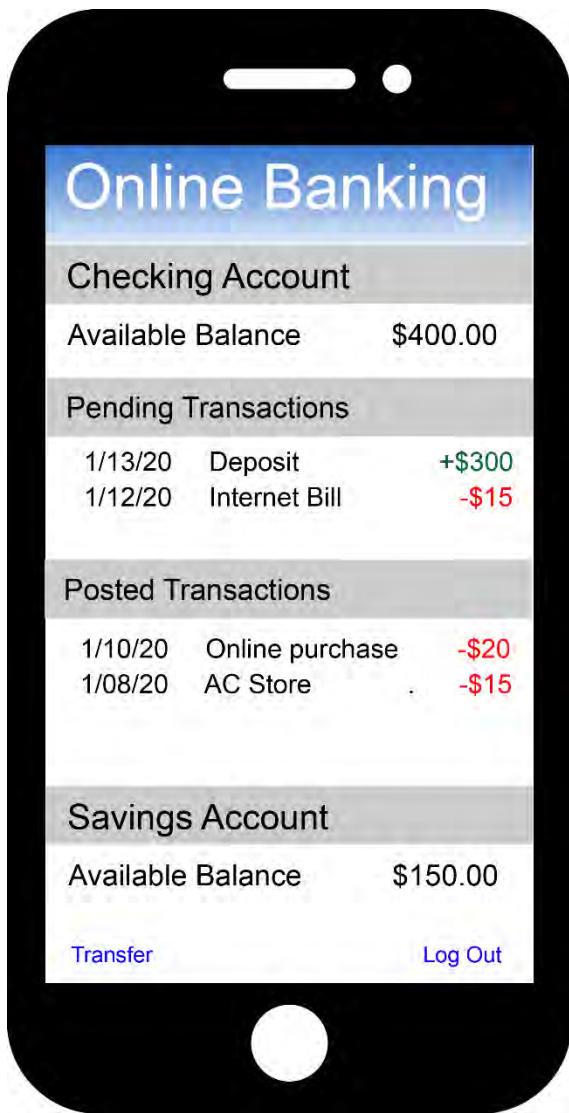 Online Banking
Checking Account
Available Balance $400.00
Pending Transactions
1/13/20 Deposit +$300
1/12/20 Internet Bill -$15
Posted Transactions
1/10/20 Online purchase -$20
1/08/20 AC Store . -$15
Savings Account
Available Balance $150.00
Transfer Log Out